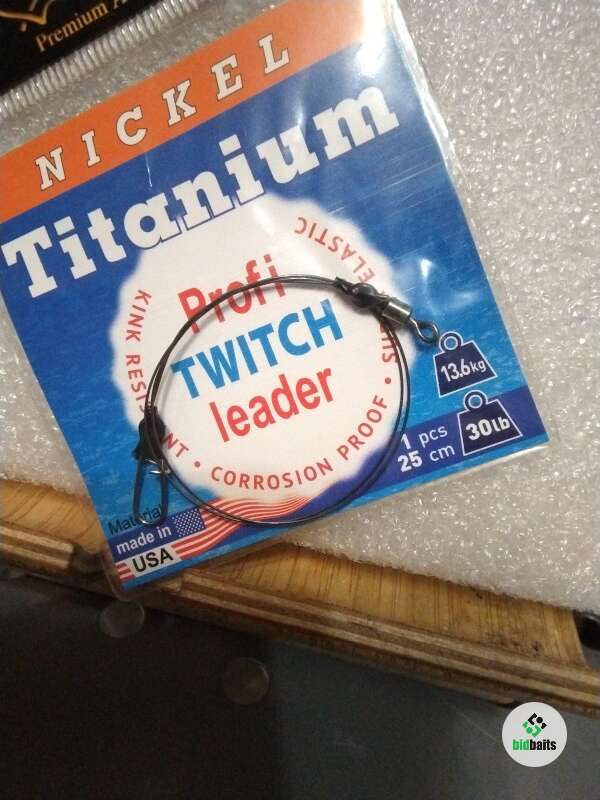 Premium
NICKEL
Titanium
Profi
TWITCH
leader
KINK RESISTANT • CORROSION PROOF •
ELASTIC
13.6kg
30lb
1 pcs
25 cm
Material
made in
USA
bidbaits